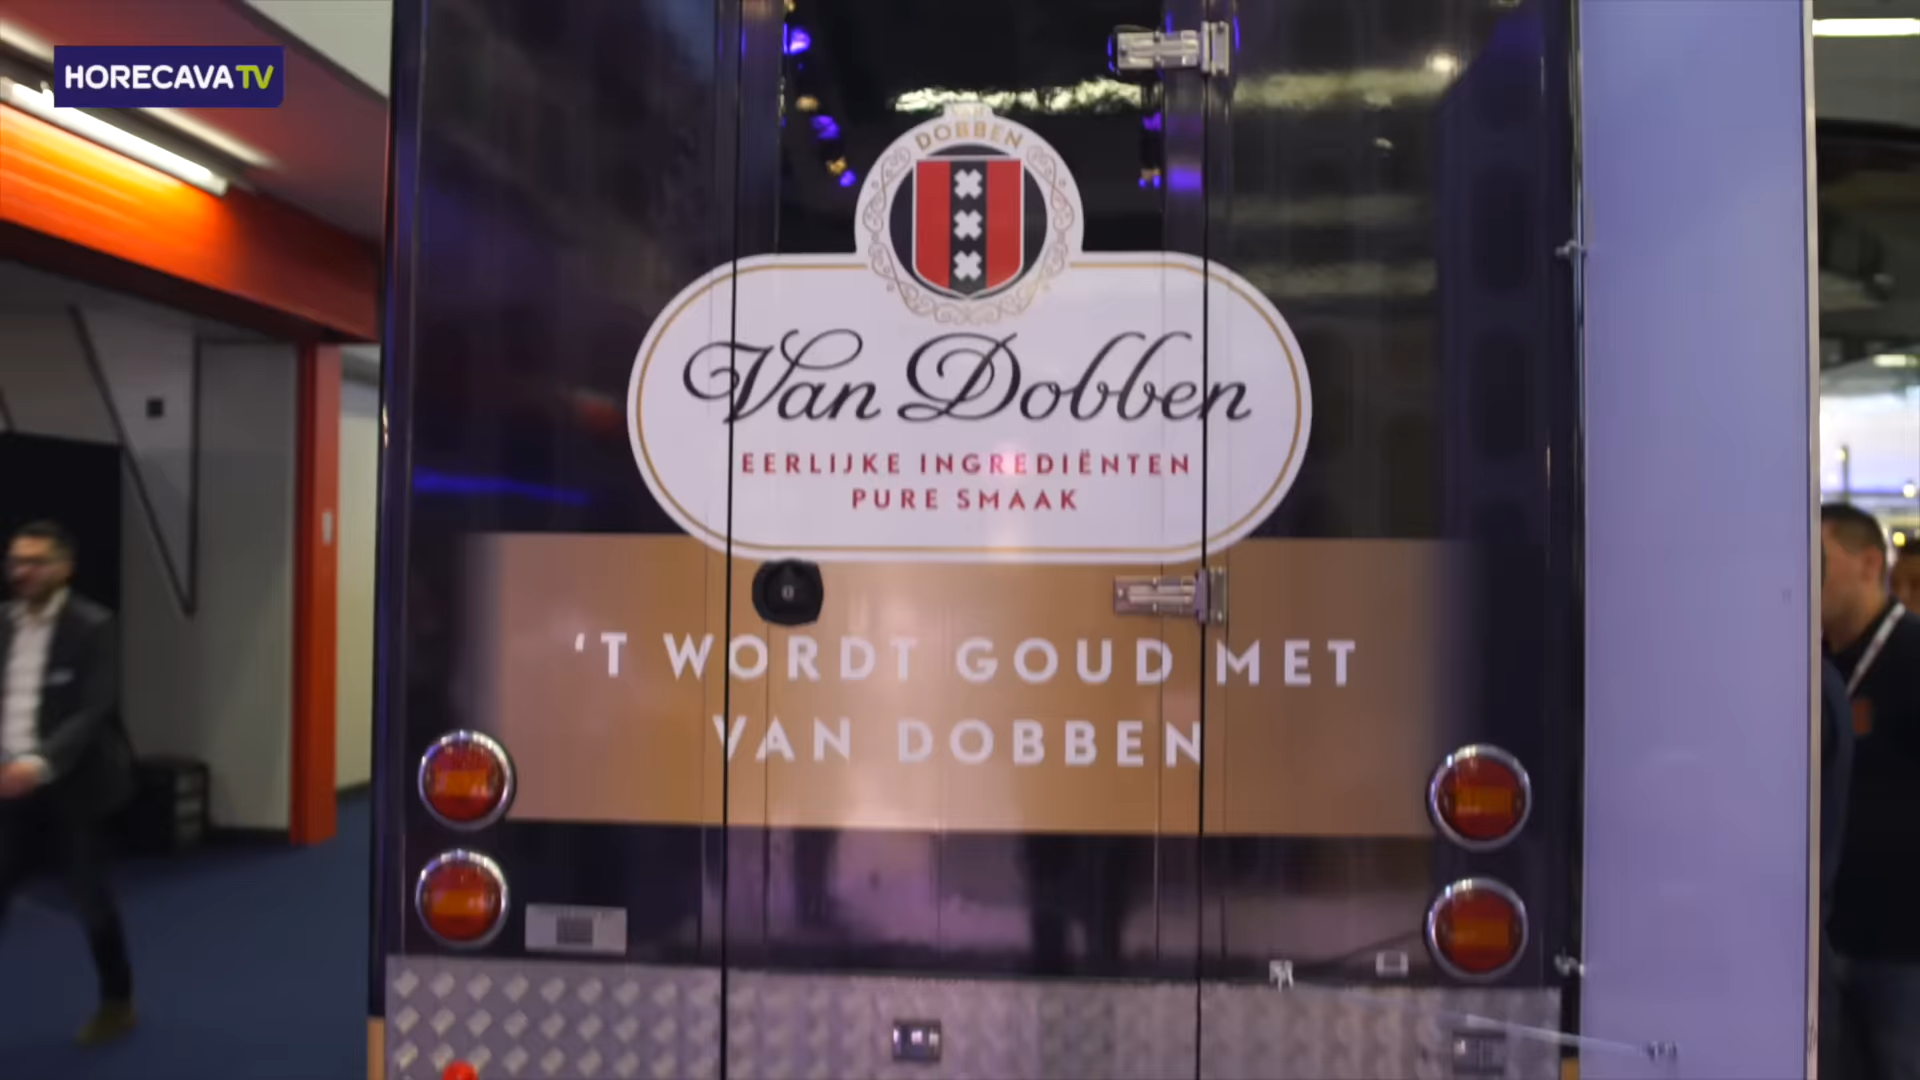 HORECAVA TV
DOBBEN
Van Dobben
EERLIJKE INGREDIËNTEN
PURE SMAAK
‘T WORDT GOUD MET
VAN DOBBEN